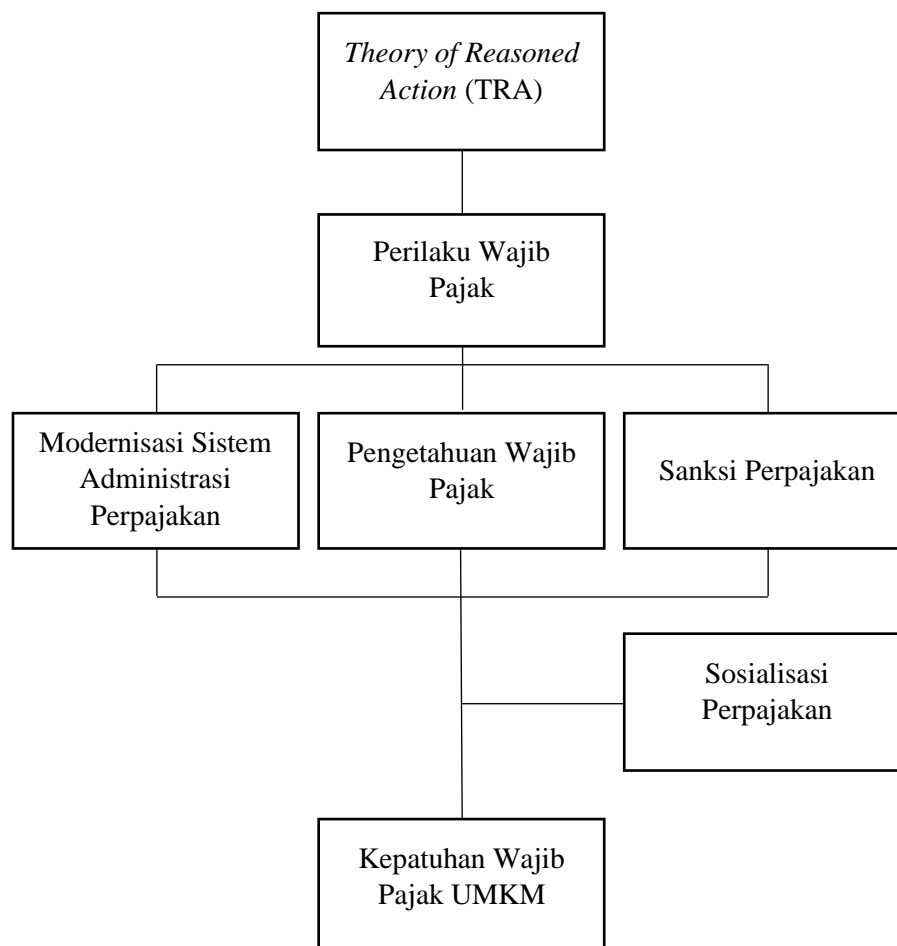 Theory of Reasoned
Action (TRA)
Perilaku Wajib
Pajak
Modernisasi Sistem
Administrasi
Perpajakan
Pengetahuan Wajib
Pajak
Sanksi Perpajakan
Sosialisasi
Perpajakan
Kepatuhan Wajib
Pajak UMKM